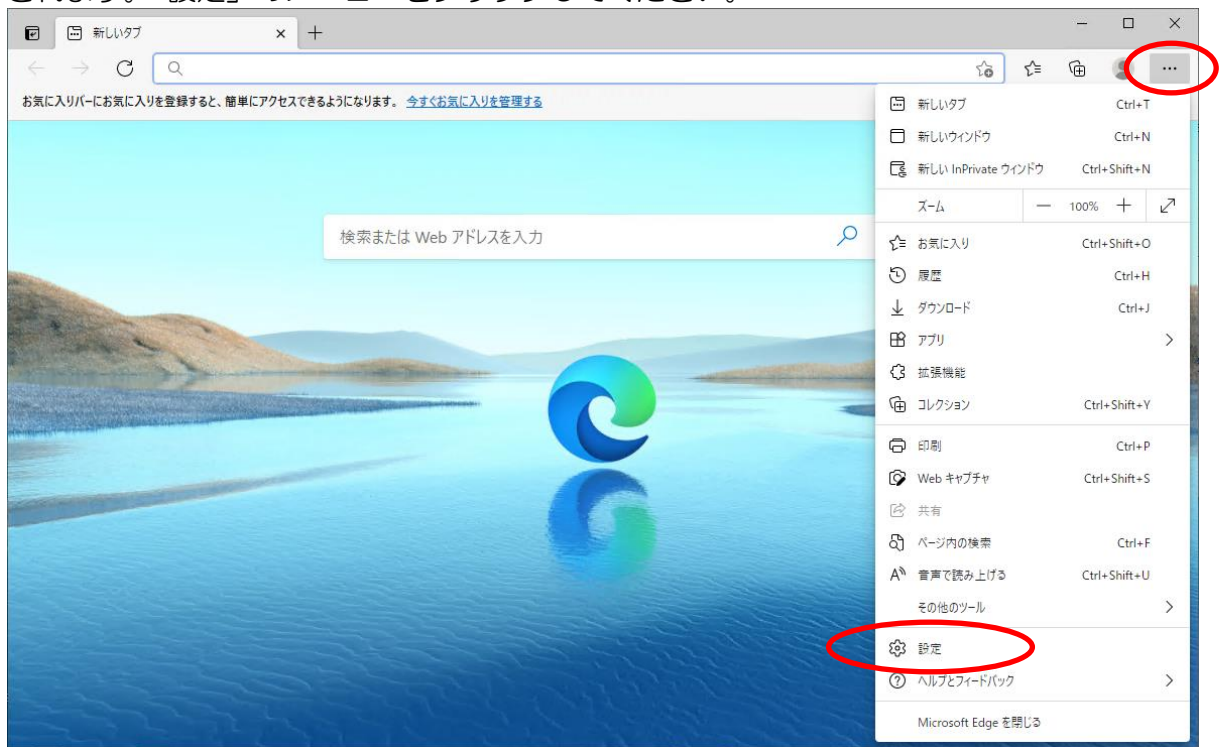 新しいタブ
お気に入りバーにお気に入りを登録すると、簡単にアクセスできるようになります。 今すぐお気に入りを管理する
検索または Web アドレスを入力
新しいタブ Ctrl+T
新しいウィンドウ Ctrl+N
新しい InPrivate ウィンドウ Ctrl+Shift+N
ズーム — 100% +
お気に入り Ctrl+Shift+O
履歴 Ctrl+H
ダウンロード Ctrl+J
アプリ
拡張機能
コレクション Ctrl+Shift+Y
印刷 Ctrl+P
Web キャプチャ Ctrl+Shift+S
共有
ページ内の検索 Ctrl+F
音声で読み上げる Ctrl+Shift+U
その他のツール
設定
ヘルプとフィードバック
Microsoft Edge を閉じる